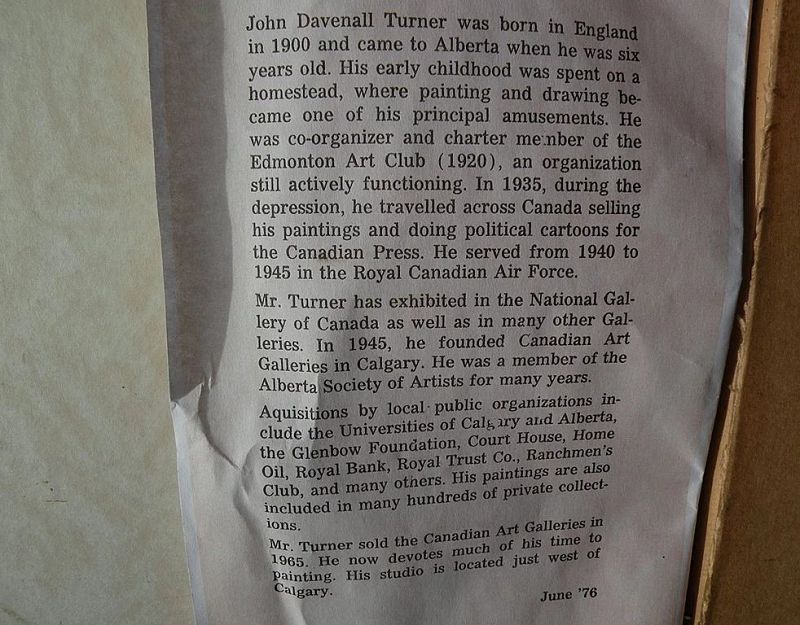 John Davenall Turner was born in England
in 1900 and came to Alberta when he was six
years old. His early childhood was spent on a
homestead, where painting and drawing be-
came one of his principal amusements. He
was co-organizer and charter member of the
Edmonton Art Club (1920), an organization
still actively functioning. In 1935, during the
depression, he travelled across Canada selling
his paintings and doing political cartoons for
the Canadian Press. He served from 1940 to
1945 in the Royal Canadian Air Force.
Mr. Turner has exhibited in the National Gal-
lery of Canada as well as in many other Gal-
leries. In 1945, he founded Canadian Art
Galleries in Calgary. He was a member of the
Alberta Society of Artists for many years.
Aquisitions by local public organizations in-
clude the Universities of Calgary and Alberta,
the Glenbow Foundation, Court House, Home
Oil, Royal Bank, Royal Trust Co., Ranchmen's
Club, and many others. His paintings are also
included in many hundreds of private collect-
ions.
Mr. Turner sold the Canadian Art Galleries in
1965. He now devotes much of his time to
painting. His studio is located just west of
Calgary.
June '76